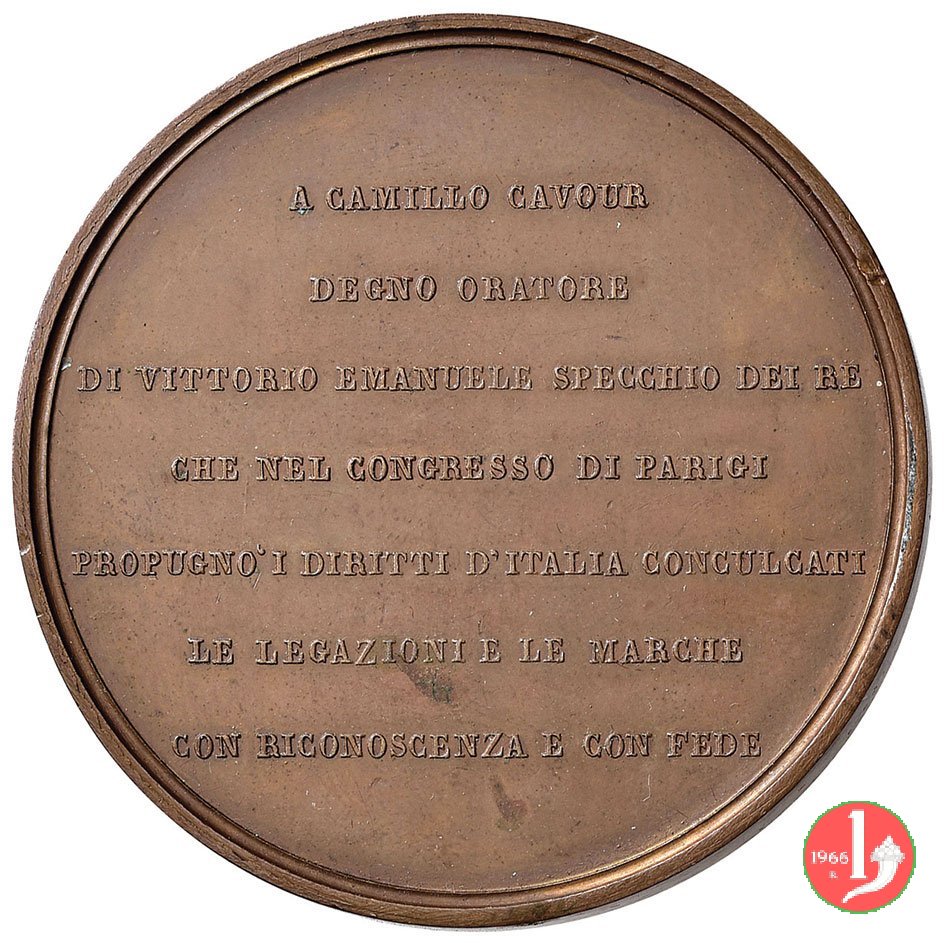 A CAMILLO CAVOUR
DEGNO ORATORE
DI VITTORIO EMANUELE SPECCHIO DEI RE
CHE NEL CONGRESSO DI PARIGI
PROPUGNO' I DIRITTI D'ITALIA CONCULCATI
LE LEGAZIONI E LE MARCHE
CON RICONOSCENZA E CON FEDE
1966
R.